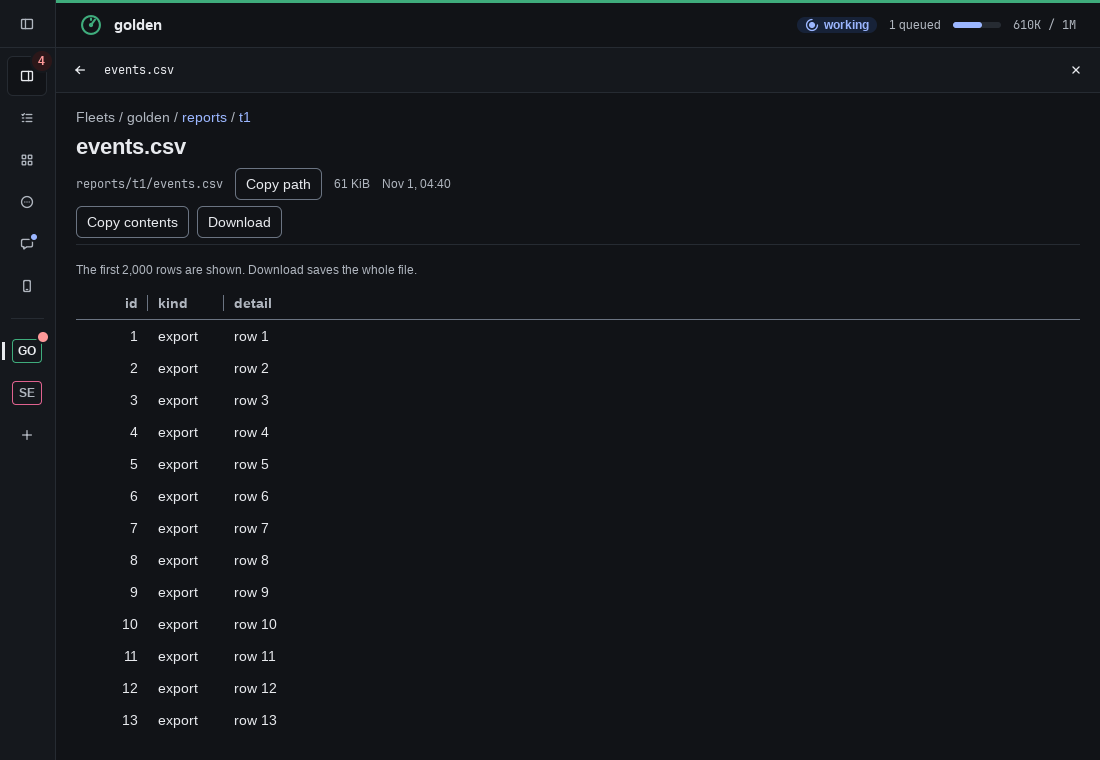 4
golden
working
1 queued
610K / 1M
events.csv
Fleets / golden / reports / t1
events.csv
reports/t1/events.csv
Copy path
61 KiB
Nov 1, 04:40
Copy contents
Download
The first 2,000 rows are shown. Download saves the whole file.
id kind detail
1 export row 1
2 export row 2
3 export row 3
4 export row 4
5 export row 5
6 export row 6
7 export row 7
8 export row 8
9 export row 9
10 export row 10
11 export row 11
12 export row 12
13 export row 13
GO
SE